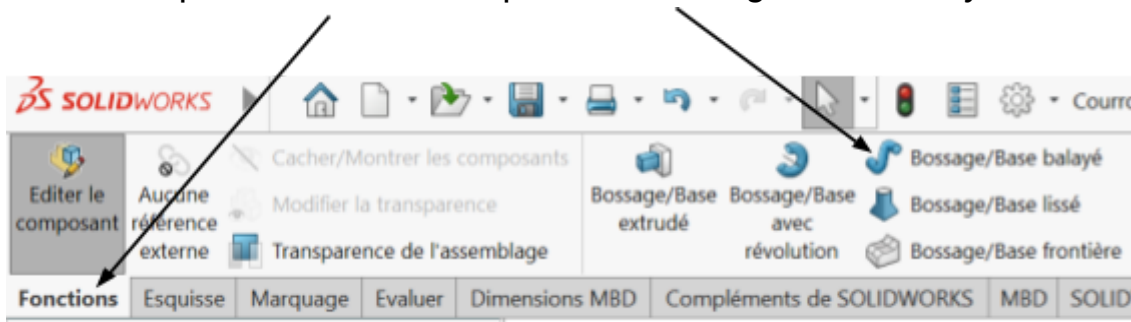 SOLIDWORKS
Courro
Cacher/Montrer les composants
Bossage/Base balayé
Editer le
composant
Aucune
référence
externe
Modifier la transparence
Transparence de l'assemblage
Bossage/Base
extrudé
Bossage/Base
avec
révolution
Bossage/Base lissé
Bossage/Base frontière
Fonctions Esquisse Marquage Evaluer Dimensions MBD Compléments de SOLIDWORKS MBD SOLID